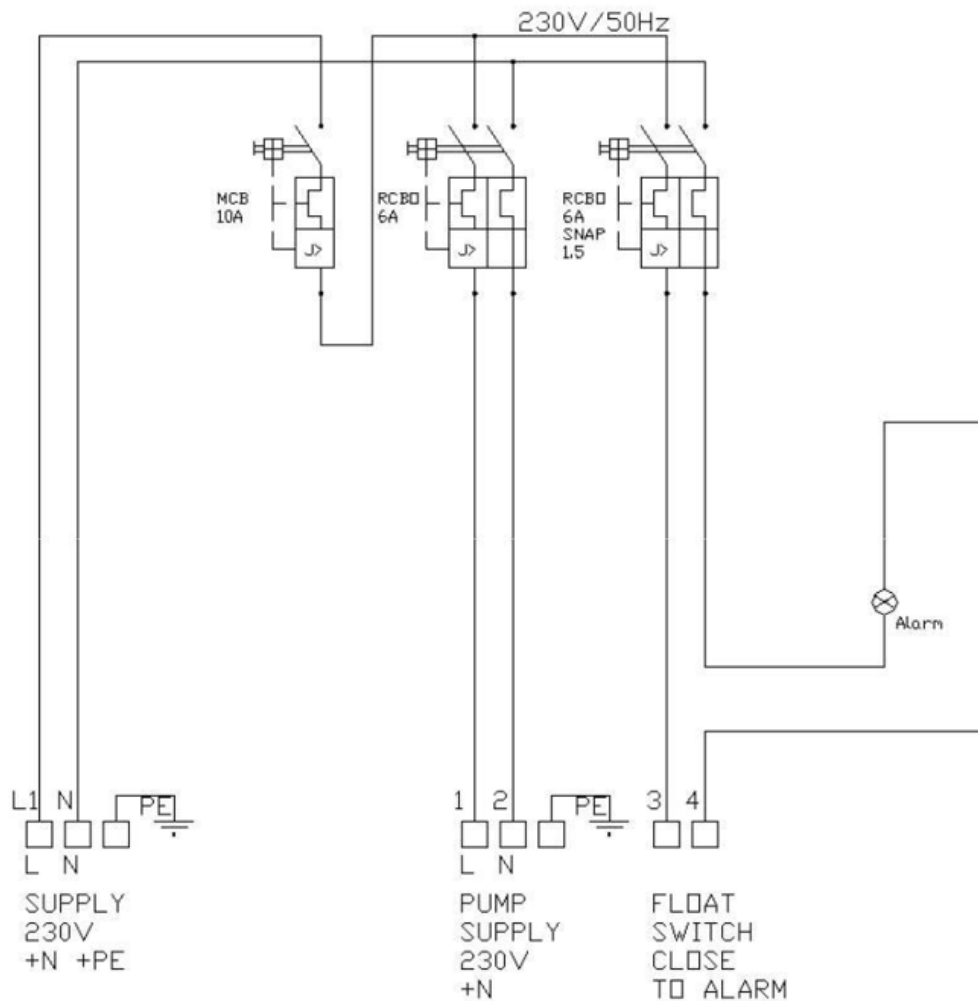 230V/50Hz
MCB
10A
RCBO
6A
RCBO
6A
SNAP
1.5
J>
J>
J>
Alarm
L1 N PE
1 2 PE
3 4
L N
L N
SUPPLY
230V
+N +PE
PUMP
SUPPLY
230V
+N
FLOAT
SWITCH
CLOSE
TO ALARM